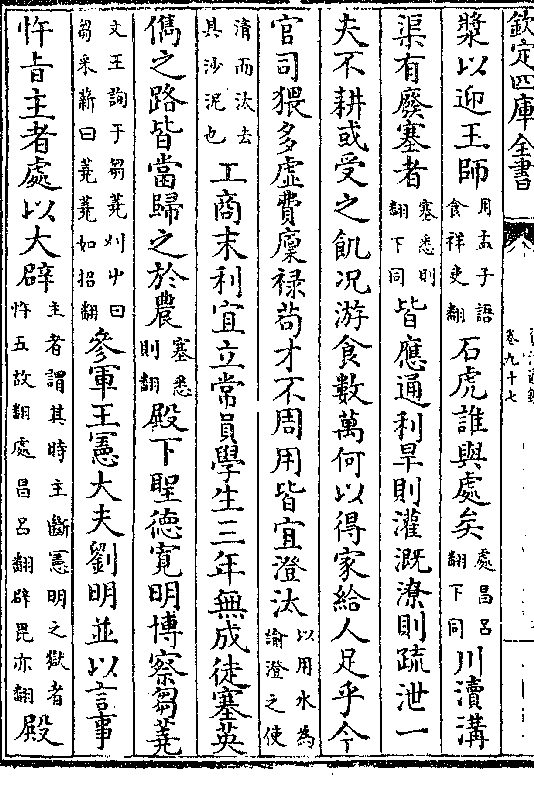 欽定四庫全書
卷九十七
漿以迎王師用孟子語食祥吏翻石虎誰與處矣處昌呂翻下同川瀆溝
渠有廢塞者塞悉則翻下同皆應通利旱則灌溉潦則疏泄一
夫不耕或受之飢况游食數萬何以得家給人足乎今
官司猥多虛費廩祿苟才不周用皆宜澄汰以用水為諭澄之使
清而汰去其沙泥也工商末利宜立常員學生三年無成徒塞英
儁之路皆當歸之於農塞悉則翻殿下聖德寛明博察芻蕘
文王詢于芻蕘刈屮曰芻采薪曰蕘蕘如招翻參軍王憲大夫劉明並以言事
忤旨主者處以大辟主者謂其時主斷憲明之獄者忤五故翻處昌呂翻辟毘亦翻殿